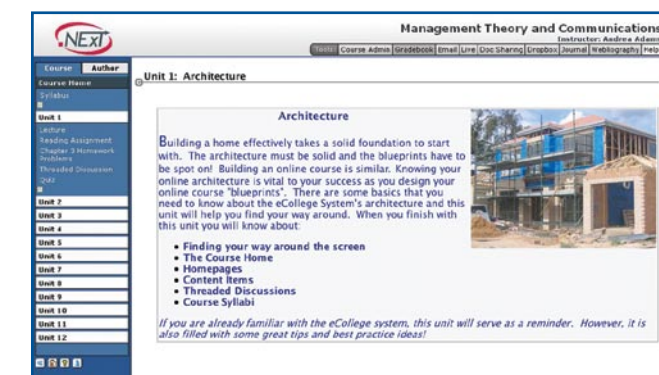 .NExT
Management Theory and Communications
Instructor: Aedrea Adams
Tools: Course Admin Gradebook Email Live Doc Sharing Dropbox Journal Webliography Help
Course Author
Course Home
Syllabus
Unit 1
Lecture
Reading Assignment
Chapter 3 Homework
Problems
Threaded Discussion
Quiz
Unit 2
Unit 3
Unit 4
Unit 5
Unit 6
Unit 7
Unit 8
Unit 9
Unit 10
Unit 11
Unit 12
Unit 1: Architecture
Architecture
Building a home effectively takes a solid foundation to start
with. The architecture must be solid and the blueprints have to
be spot on! Building an online course is similar. Knowing your
online architecture is vital to your success as you design your
online course "blueprints". There are some basics that you
need to know about the eCollege System's architecture and this
unit will help you find your way around. When you finish with
this unit you will know about:
• Finding your way around the screen
• The Course Home
• Homepages
• Content Items
• Threaded Discussions
• Course Syllabi
If you are already familiar with the eCollege system, this unit will serve as a reminder. However, it is
also filled with some great tips and best practice ideas!